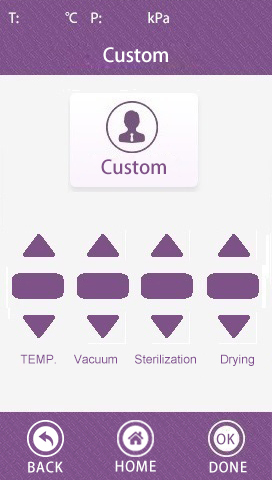 T: °C P: kPa
Custom
Custom
TEMP. Vacuum Sterilization Drying
OK
BACK HOME DONE